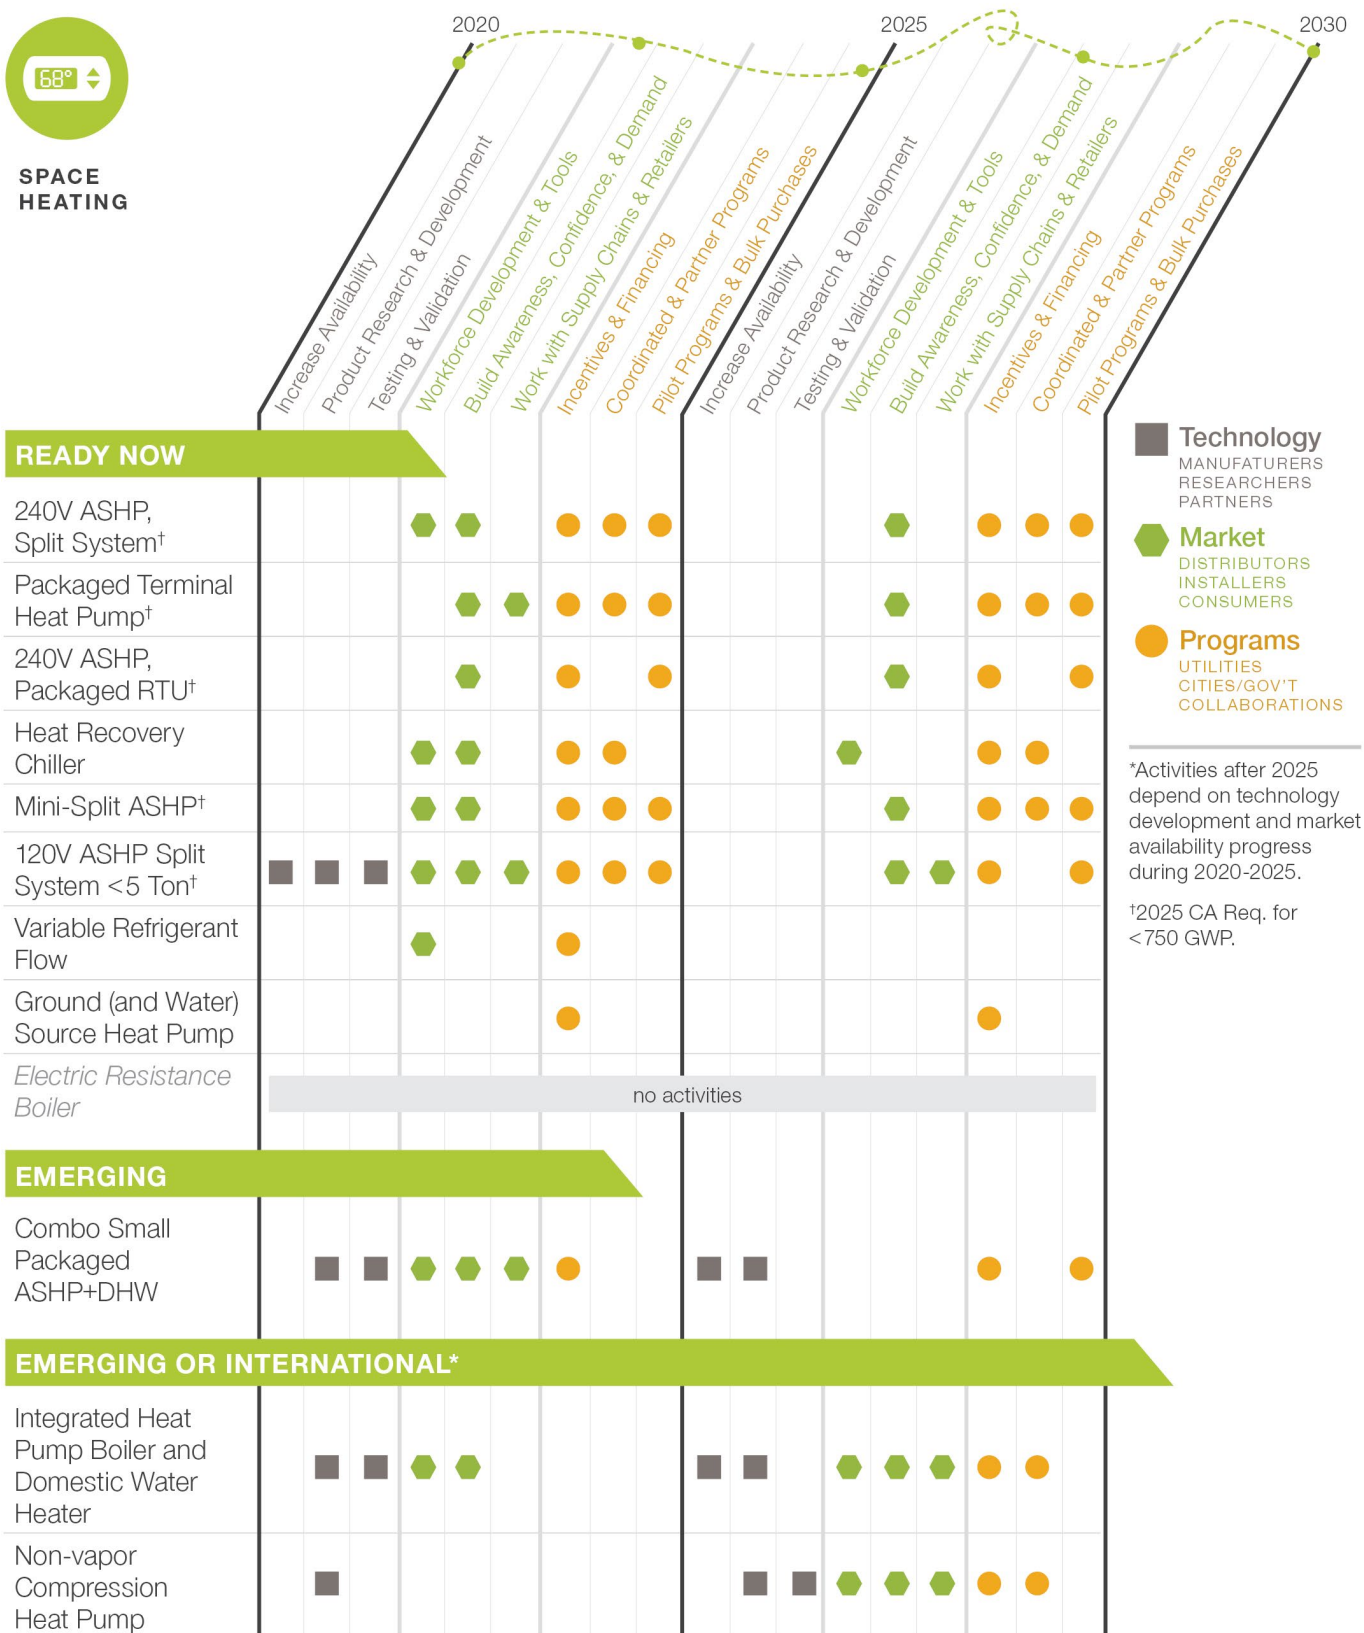 2020
2025
2030
68°
SPACE
HEATING
Increase Availability
Product Research & Development
Testing & Validation
Workforce Development & Tools
Build Awareness, Confidence, & Demand
Work with Supply Chains & Retailers
Incentives & Financing
Coordinated & Partner Programs
Pilot Programs & Bulk Purchases
Increase Availability
Product Research & Development
Testing & Validation
Workforce Development & Tools
Build Awareness, Confidence, & Demand
Work with Supply Chains & Retailers
Incentives & Financing
Coordinated & Partner Programs
Pilot Programs & Bulk Purchases
READY NOW
240V ASHP,
Split System†
Packaged Terminal
Heat Pump†
240V ASHP,
Packaged RTU†
Heat Recovery
Chiller
Mini-Split ASHP†
120V ASHP Split
System <5 Ton†
Variable Refrigerant
Flow
Ground (and Water)
Source Heat Pump
Electric Resistance
Boiler
no activities
EMERGING
Combo Small
Packaged
ASHP+DHW
EMERGING OR INTERNATIONAL*
Integrated Heat
Pump Boiler and
Domestic Water
Heater
Non-vapor
Compression
Heat Pump
Technology
MANUFATURERS
RESEARCHERS
PARTNERS
Market
DISTRIBUTORS
INSTALLERS
CONSUMERS
Programs
UTILITIES
CITIES/GOV'T
COLLABORATIONS
*Activities after 2025
depend on technology
development and market
availability progress
during 2020-2025.
†2025 CA Req. for
<750 GWP.